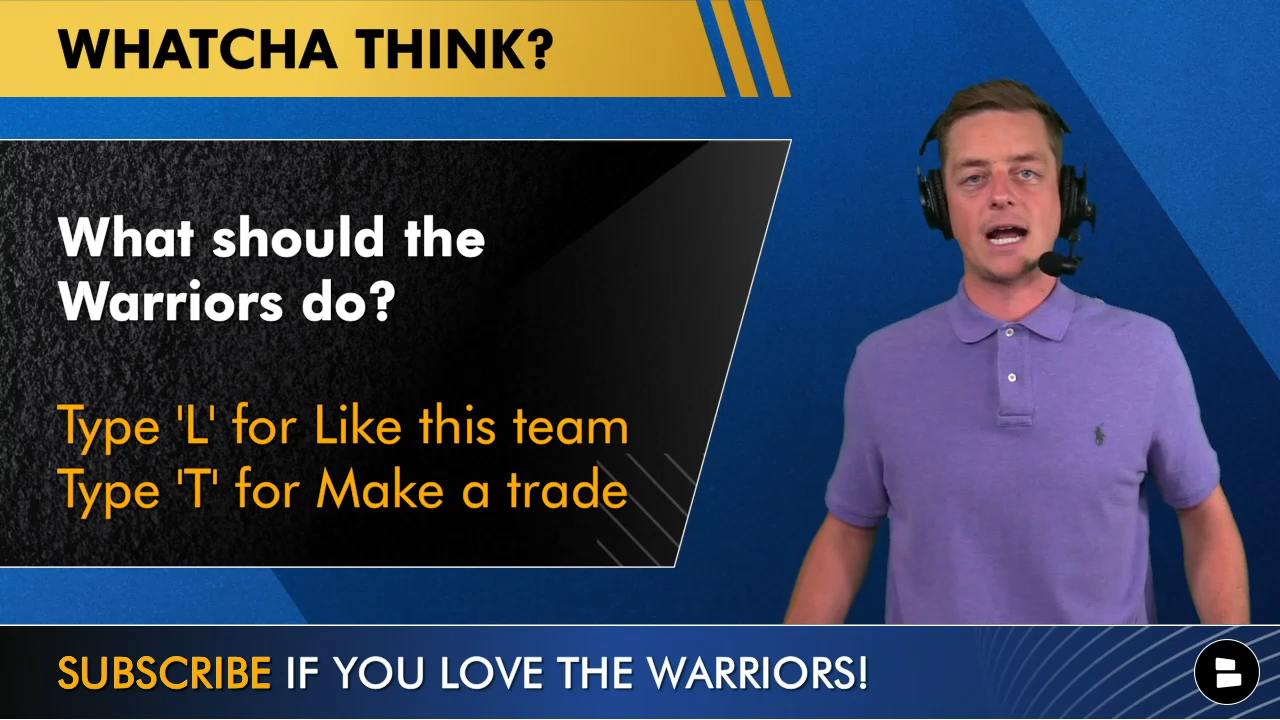 WHATCHA THINK?
What should the
Warriors do?
Type 'L' for Like this team
Type 'T' for Make a trade
SUBSCRIBE IF YOU LOVE THE WARRIORS!